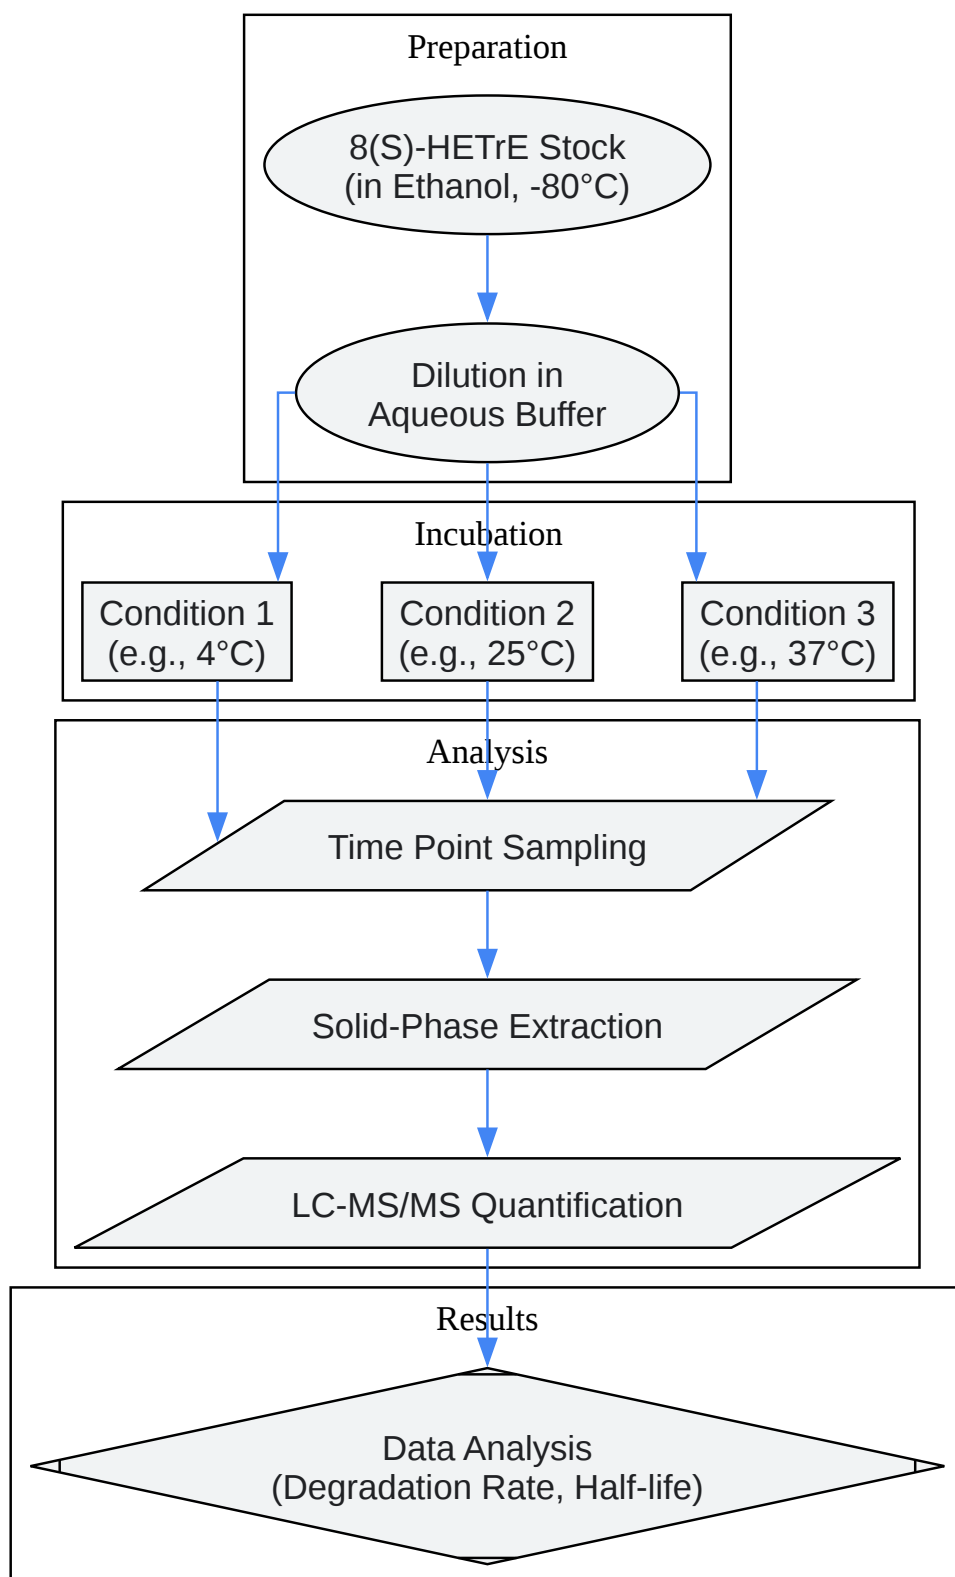 Preparation
8(S)-HETrE Stock
(in Ethanol, -80°C)
Dilution in
Aqueous Buffer
Incubation
Condition 1
(e.g., 4°C)
Condition 2
(e.g., 25°C)
Condition 3
(e.g., 37°C)
Analysis
Time Point Sampling
Solid-Phase Extraction
LC-MS/MS Quantification
Results
Data Analysis
(Degradation Rate, Half-life)